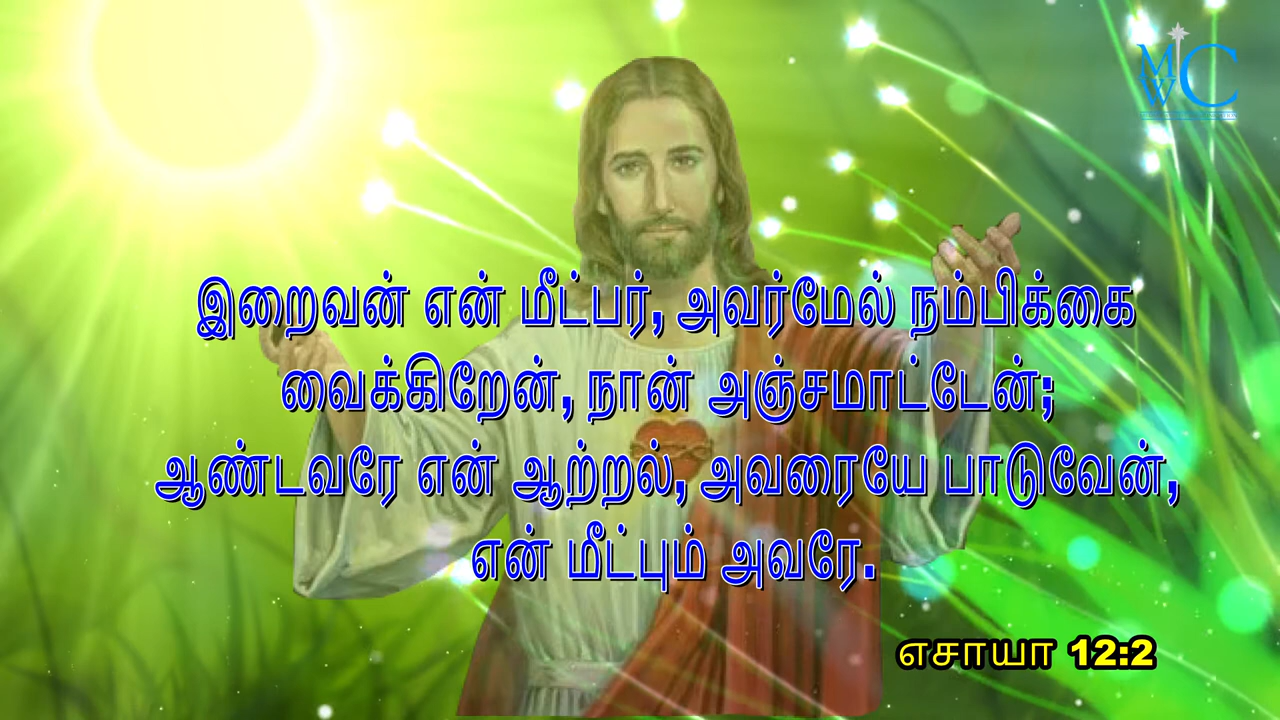 MWC
இறைவன் என் மீட்பர், அவர்மேல் நம்பிக்கை
வைக்கிறேன், நான் அஞ்சமாட்டேன்;
ஆண்டவரே என் ஆற்றல், அவரையே பாடுவேன்,
என் மீட்பும் அவரே.
எசாயா 12:2